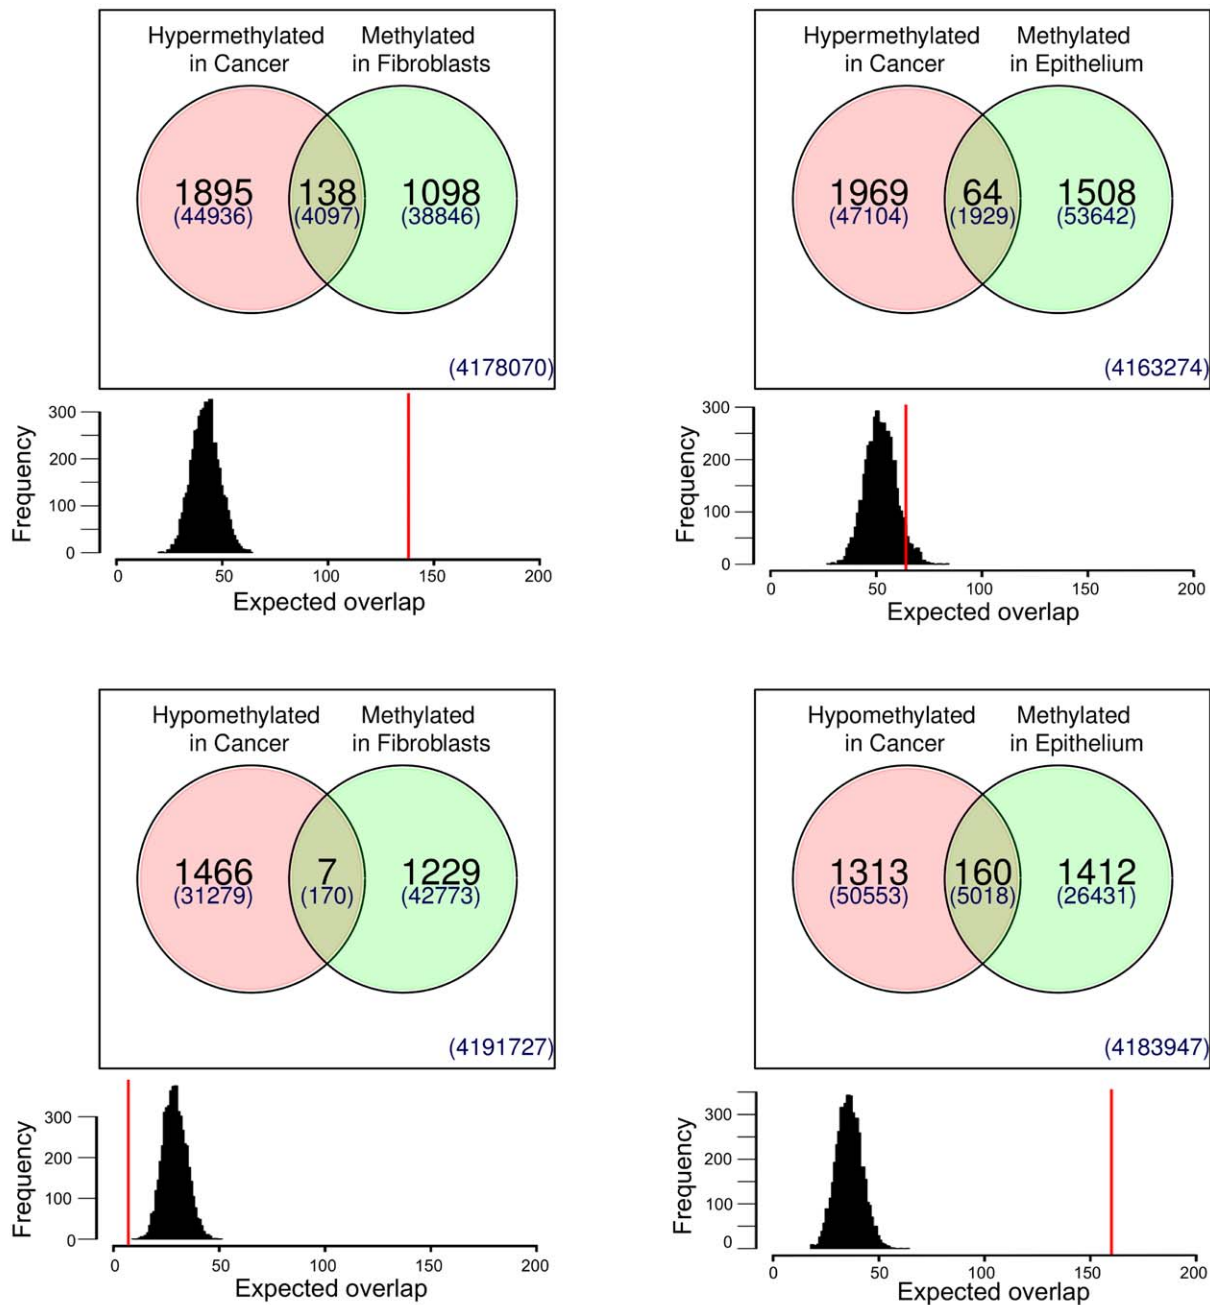 Hypermethylated in Cancer
Methylated in Fibroblasts
1895
(44936)
138
(4097)
1098
(38846)
(4178070)
Frequency
300
200
100
0
0 50 100 150 200
Expected overlap
Hypermethylated in Cancer
Methylated in Epithelium
1969
(47104)
64
(1929)
1508
(53642)
(4163274)
Frequency
300
200
100
0
0 50 100 150 200
Expected overlap
Hypomethylated in Cancer
Methylated in Fibroblasts
1466
(31279)
7
(170)
1229
(42773)
(4191727)
Frequency
300
200
100
0
0 50 100 150 200
Expected overlap
Hypomethylated in Cancer
Methylated in Epithelium
1313
(50553)
160
(5018)
1412
(26431)
(4183947)
Frequency
300
200
100
0
0 50 100 150 200
Expected overlap